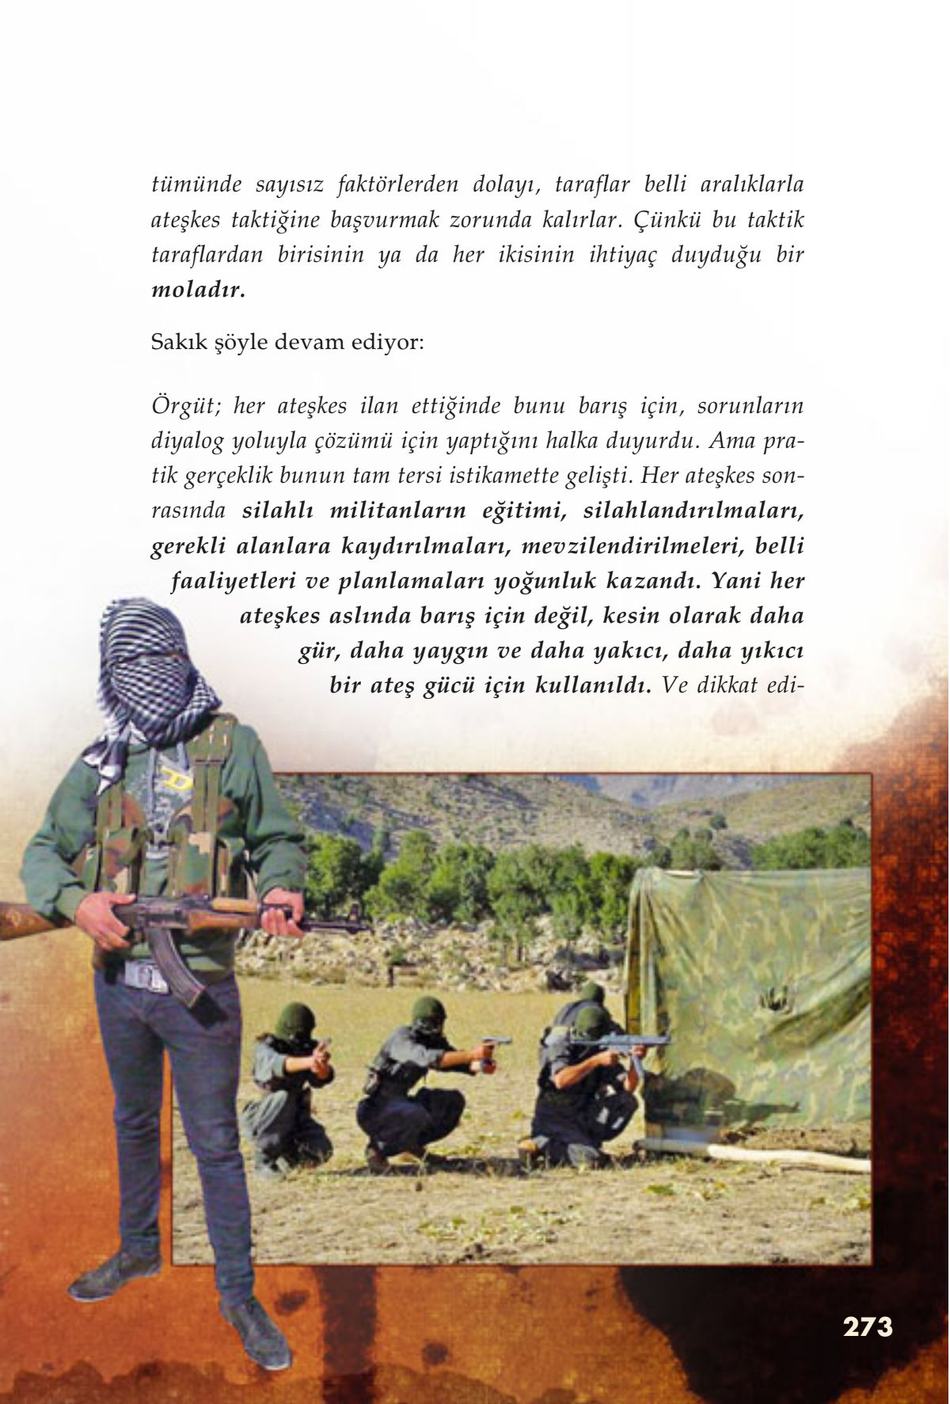 tümünde sayısız faktörlerden dolayı, taraflar belli aralıklarla
ateşkes taktiğine başvurmak zorunda kalırlar. Çünkü bu taktik
taraflardan birisinin ya da her ikisinin ihtiyaç duyduğu bir
moladır.
Sakık şöyle devam ediyor:
Örgüt; her ateşkes ilan ettiğinde bunu barış için, sorunların
diyalog yoluyla çözümü için yaptığını halka duyurdu. Ama pra-
tik gerçeklik bunun tam tersi istikamette gelişti. Her ateşkes son-
rasında silahlı militanların eğitimi, silahlandırılmaları,
gerekli alanlara kaydırılmaları, mevzilendirilmeleri, belli
faaliyetleri ve planlamaları yoğunluk kazandı. Yani her
ateşkes aslında barış için değil, kesin olarak daha
gür, daha yaygın ve daha yakıcı, daha yıkıcı
bir ateş gücü için kullanıldı. Ve dikkat edi-
273